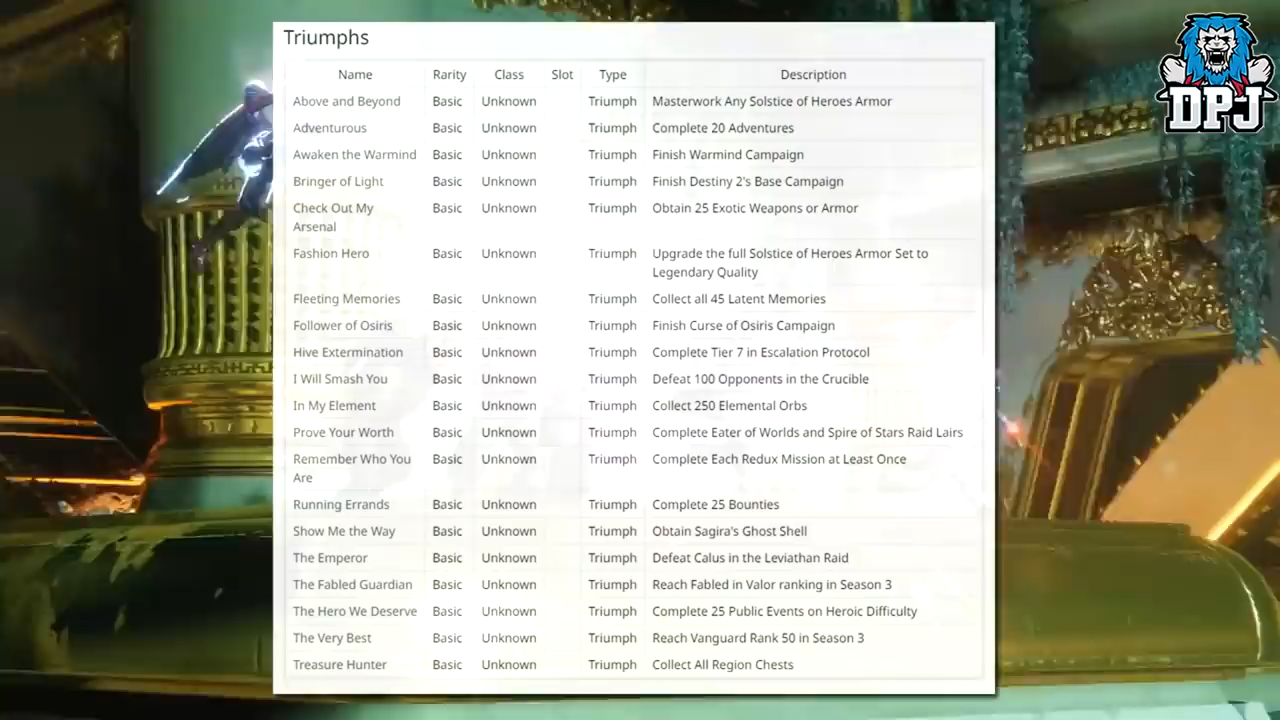 Triumphs
DPJ
Name Rarity Class Slot Type Description
Above and Beyond Basic Unknown Triumph Masterwork Any Solstice of Heroes Armor
Adventurous Basic Unknown Triumph Complete 20 Adventures
Awaken the Warmind Basic Unknown Triumph Finish Warmind Campaign
Bringer of Light Basic Unknown Triumph Finish Destiny 2's Base Campaign
Check Out My Basic Unknown Triumph Obtain 25 Exotic Weapons or Armor
Arsenal
Fashion Hero Basic Unknown Triumph Upgrade the full Solstice of Heroes Armor Set to
Legendary Quality
Fleeting Memories Basic Unknown Triumph Collect all 45 Latent Memories
Follower of Osiris Basic Unknown Triumph Finish Curse of Osiris Campaign
Hive Extermination Basic Unknown Triumph Complete Tier 7 in Escalation Protocol
I Will Smash You Basic Unknown Triumph Defeat 100 Opponents in the Crucible
In My Element Basic Unknown Triumph Collect 250 Elemental Orbs
Prove Your Worth Basic Unknown Triumph Complete Eater of Worlds and Spire of Stars Raid Lairs
Remember Who You Basic Unknown Triumph Complete Each Redux Mission at Least Once
Are
Running Errands Basic Unknown Triumph Complete 25 Bounties
Show Me the Way Basic Unknown Triumph Obtain Sagira's Ghost Shell
The Emperor Basic Unknown Triumph Defeat Calus in the Leviathan Raid
The Fabled Guardian Basic Unknown Triumph Reach Fabled in Valor ranking in Season 3
The Hero We Deserve Basic Unknown Triumph Complete 25 Public Events on Heroic Difficulty
The Very Best Basic Unknown Triumph Reach Vanguard Rank 50 in Season 3
Treasure Hunter Basic Unknown Triumph Collect All Region Chests